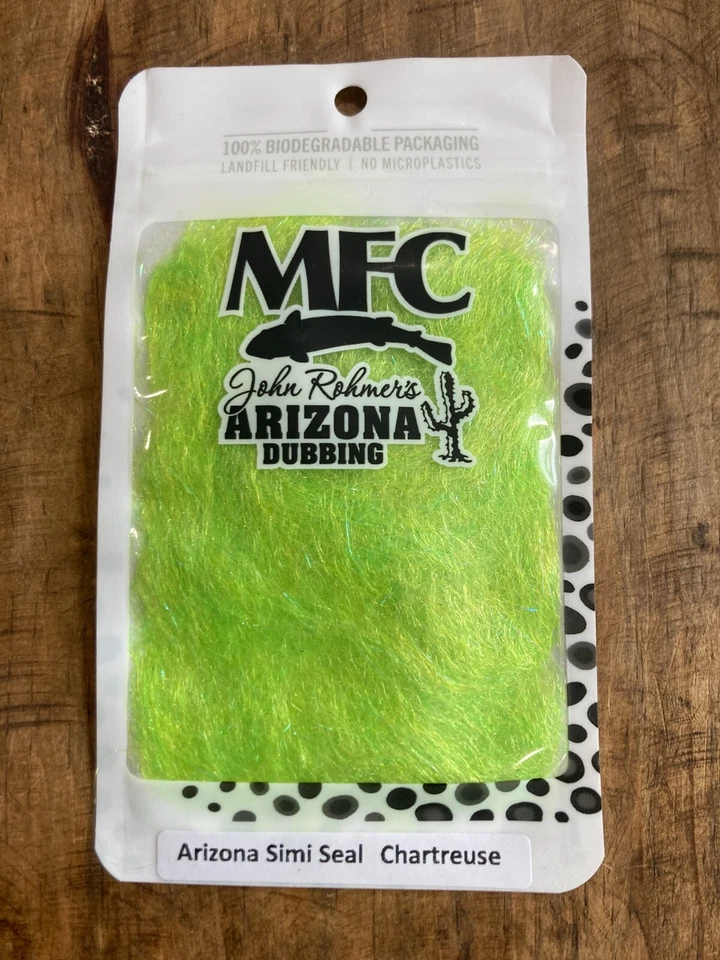 100% BIODEGRADABLE PACKAGING
LANDFILL FRIENDLY | NO MICROPLASTICS
MFC
John Rohmer's
ARIZONA
DUBBING
Arizona Simi Seal Chartreuse